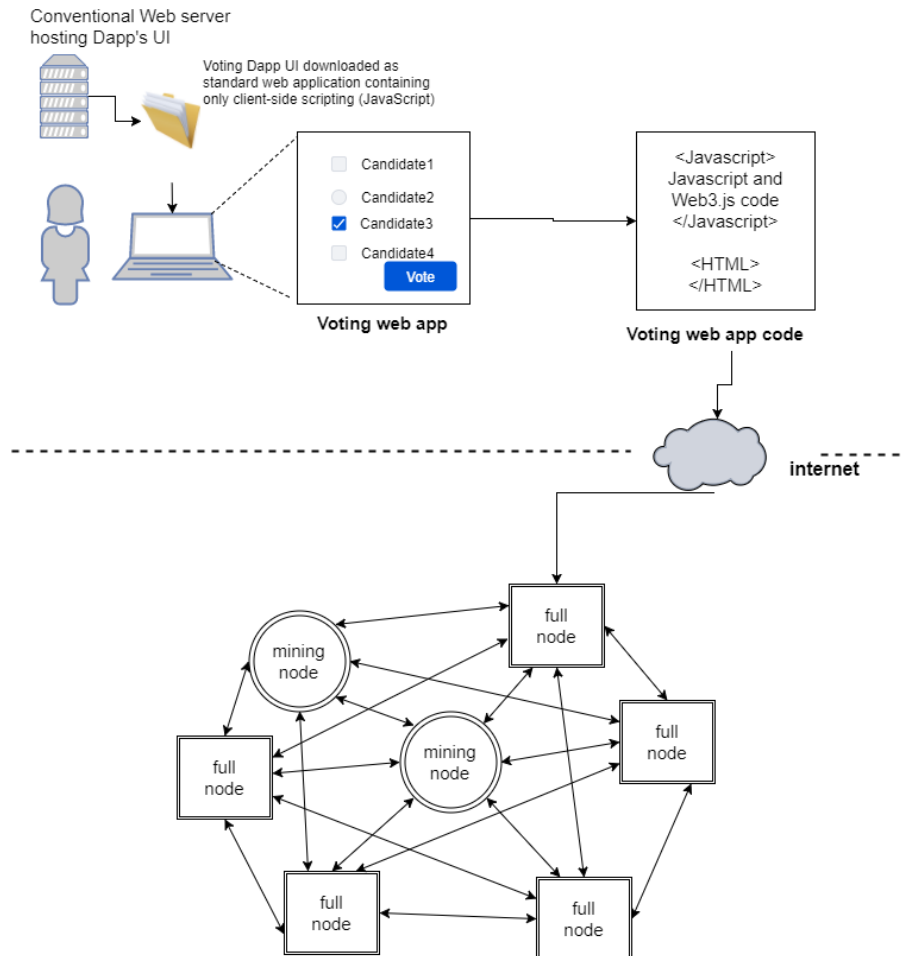 Conventional Web server
hosting Dapp's UI
Voting Dapp UI downloaded as
standard web application containing
only client-side scripting (JavaScript)
Candidate1
Candidate2
Candidate3
Candidate4
Vote
Voting web app
<Javascript>
Javascript and
Web3.js code
</Javascript>
<HTML>
</HTML>
Voting web app code
internet
full
node
mining
node
full
node
mining
node
full
node
full
node
full
node